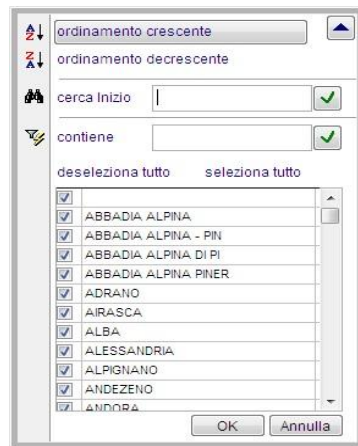 ordinamento crescente
ordinamento decrescente
cerca Inizio
contiene
deseleziona tutto seleziona tutto
ABBADIA ALPINA
ABBADIA ALPINA - PIN
ABBADIA ALPINA DI PI
ABBADIA ALPINA PINER
ADRANO
AIRASCA
ALBA
ALESSANDRIA
ALPIGNANO
ANDEZENO
ANDORA
OK Annulla